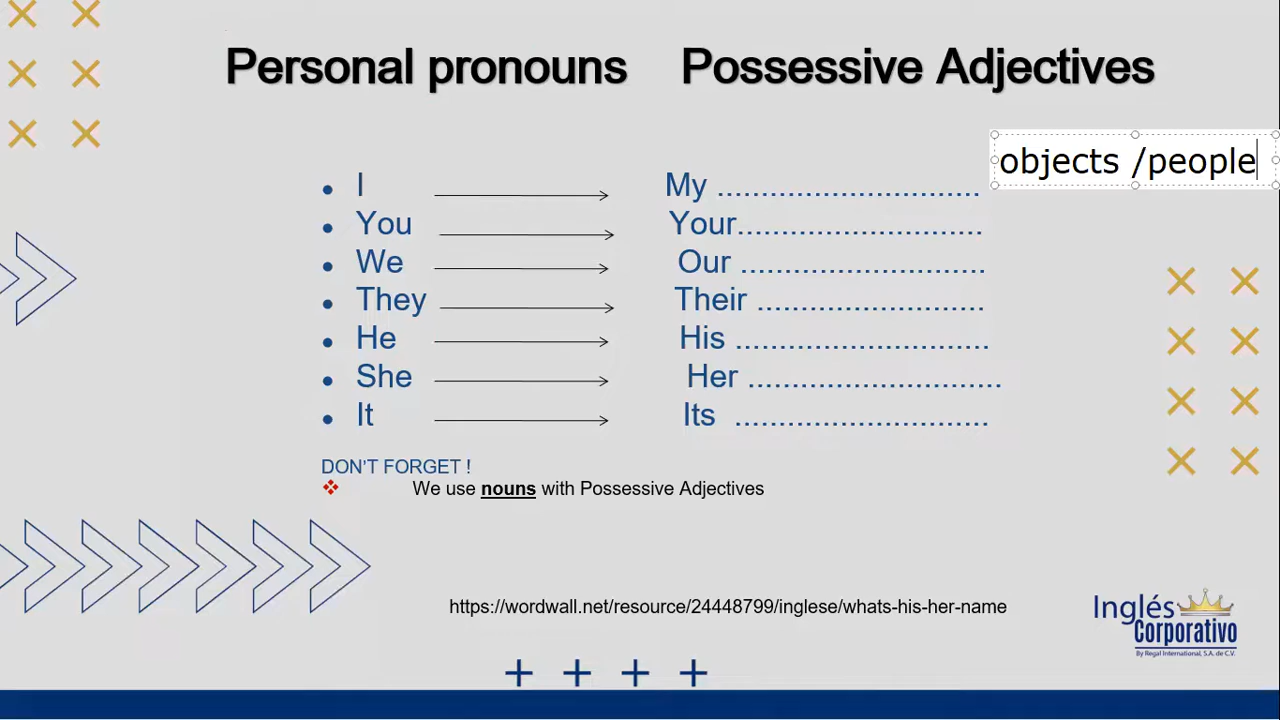 Personal pronouns Possessive Adjectives
objects /people
• I My ............................
• You Your...........................
• We Our ...........................
• They Their .........................
• He His ............................
• She Her ............................
• It Its ............................
DON'T FORGET !
We use nouns with Possessive Adjectives
https://wordwall.net/resource/24448799/inglese/whats-his-her-name
Inglés
Corporativo
By Regal International, S.A. de C.V.